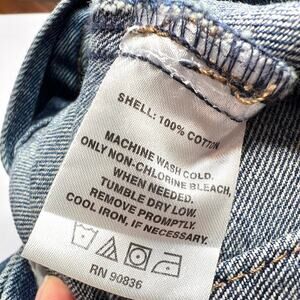 SHELL: 100% COTTON
MACHINE WASH COLD.
ONLY NON-CHLORINE BLEACH,
WHEN NEEDED.
TUMBLE DRY LOW.
REMOVE PROMPTLY.
COOL IRON, IF NECESSARY.
RN 90836